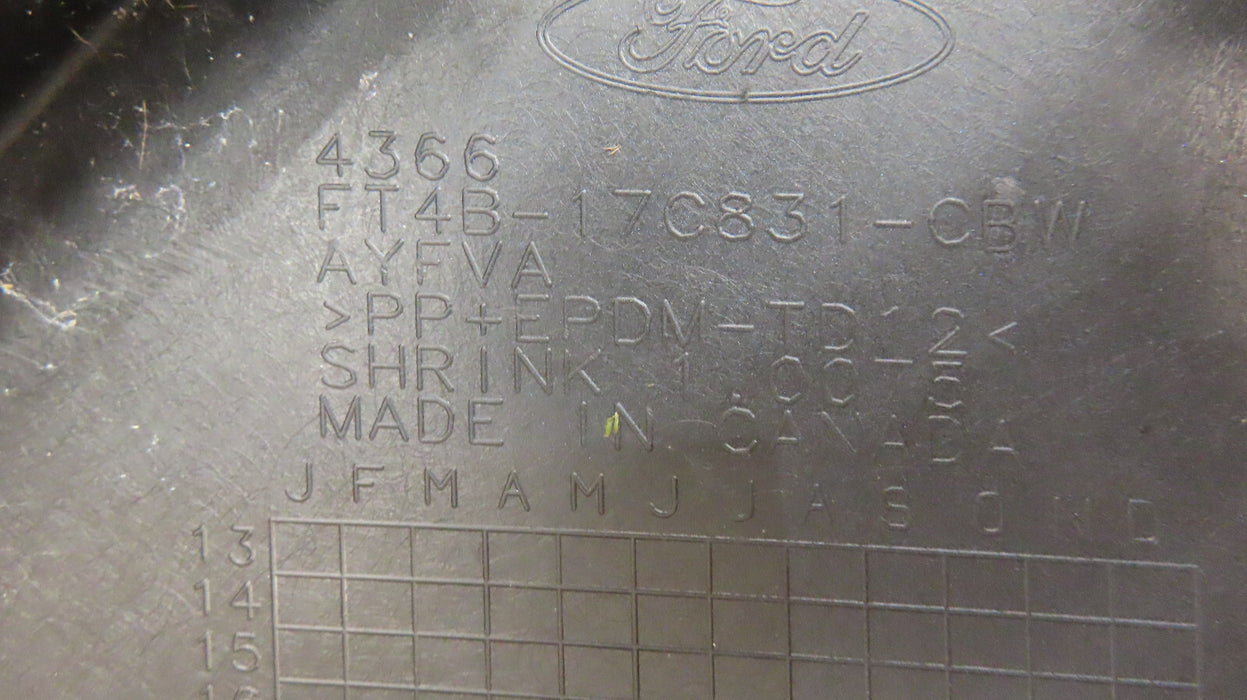 Ford
4366
FT4B-17C831-CBW
AYFVA
>PP+EPDM-TD12<
SHRINK 1.0075
MADE IN CANADA
J F M A M J J A S O N D
13
14
15